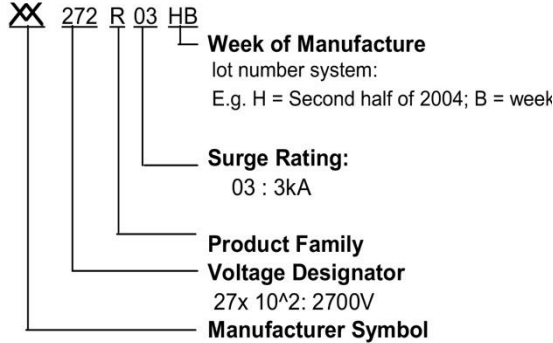 XX 272 R 03 HB
Week of Manufacture
lot number system:
E.g. H = Second half of 2004; B = week
Surge Rating:
03 : 3kA
Product Family
Voltage Designator
27x 10^2: 2700V
Manufacturer Symbol